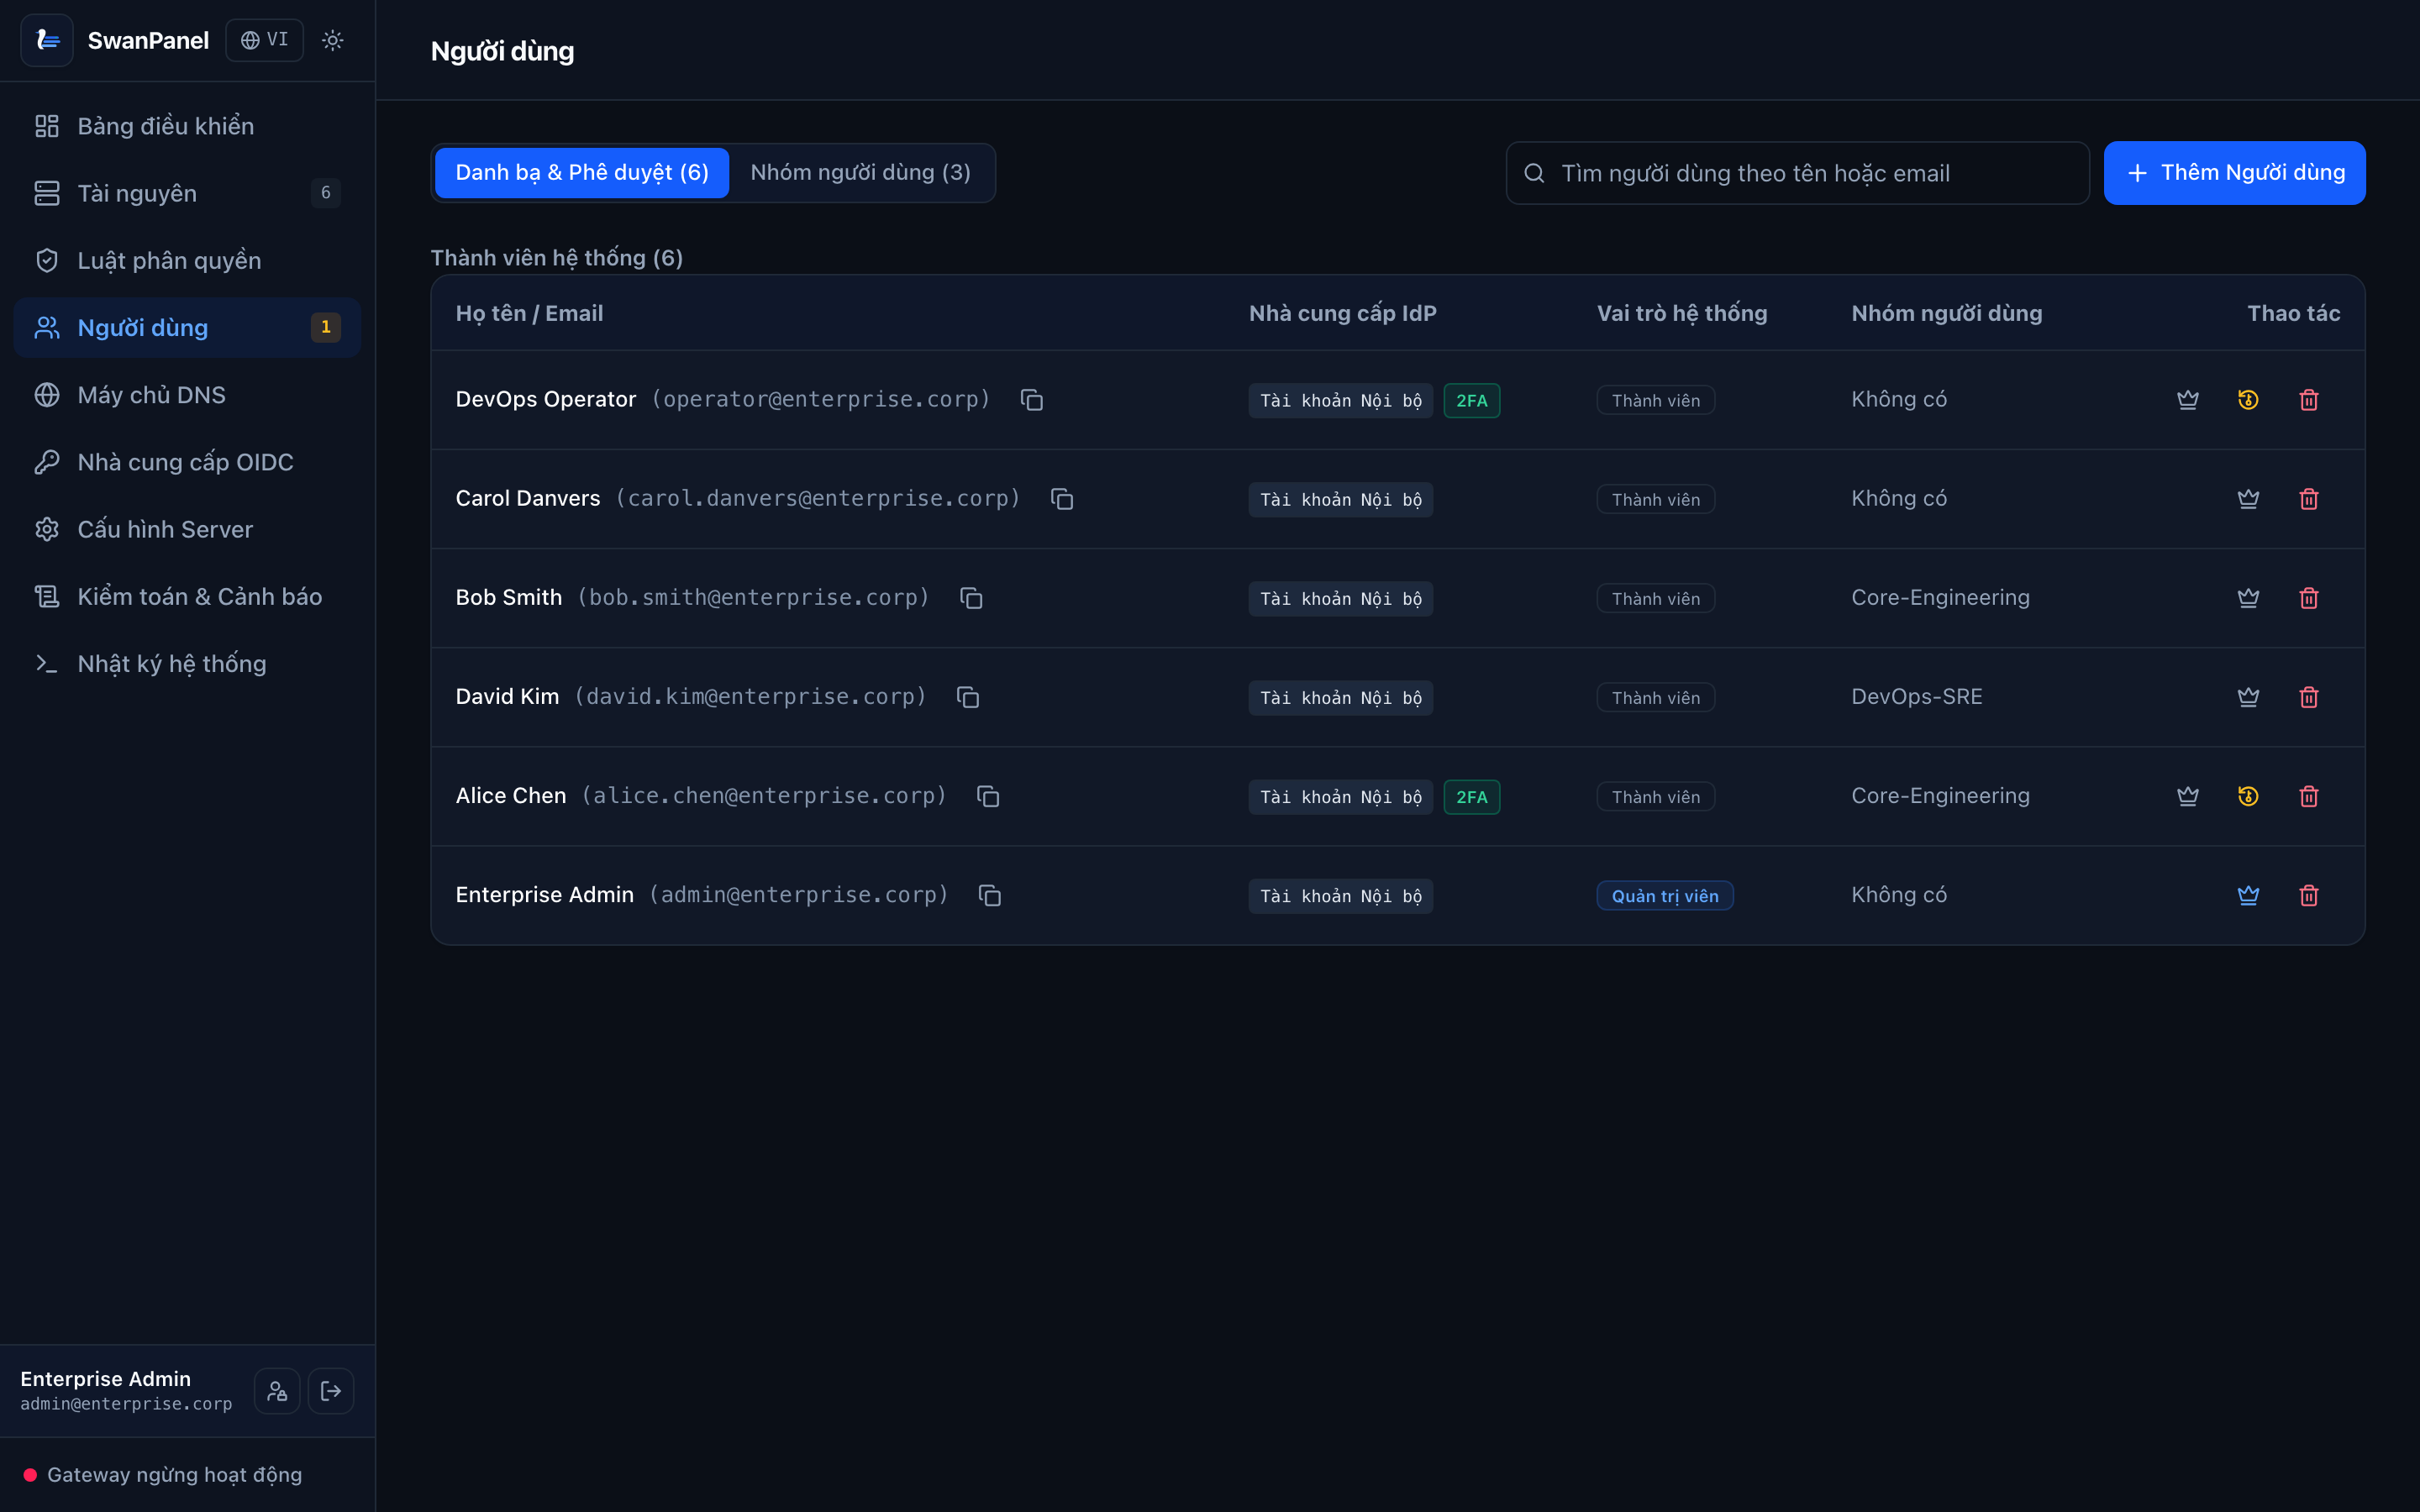 SwanPanel VI
Bảng điều khiển
Tài nguyên 6
Luật phân quyền
Người dùng 1
Máy chủ DNS
Nhà cung cấp OIDC
Cấu hình Server
Kiểm toán & Cảnh báo
Nhật ký hệ thống
Enterprise Admin
admin@enterprise.corp
Gateway ngừng hoạt động
Người dùng
Danh bạ & Phê duyệt (6) Nhóm người dùng (3) Tìm người dùng theo tên hoặc email Thêm Người dùng
Thành viên hệ thống (6)
Họ tên / Email Nhà cung cấp IdP Vai trò hệ thống Nhóm người dùng Thao tác
DevOps Operator (operator@enterprise.corp) Tài khoản Nội bộ 2FA Thành viên Không có
Carol Danvers (carol.danvers@enterprise.corp) Tài khoản Nội bộ Thành viên Không có
Bob Smith (bob.smith@enterprise.corp) Tài khoản Nội bộ Thành viên Core-Engineering
David Kim (david.kim@enterprise.corp) Tài khoản Nội bộ Thành viên DevOps-SRE
Alice Chen (alice.chen@enterprise.corp) Tài khoản Nội bộ 2FA Thành viên Core-Engineering
Enterprise Admin (admin@enterprise.corp) Tài khoản Nội bộ Quản trị viên Không có